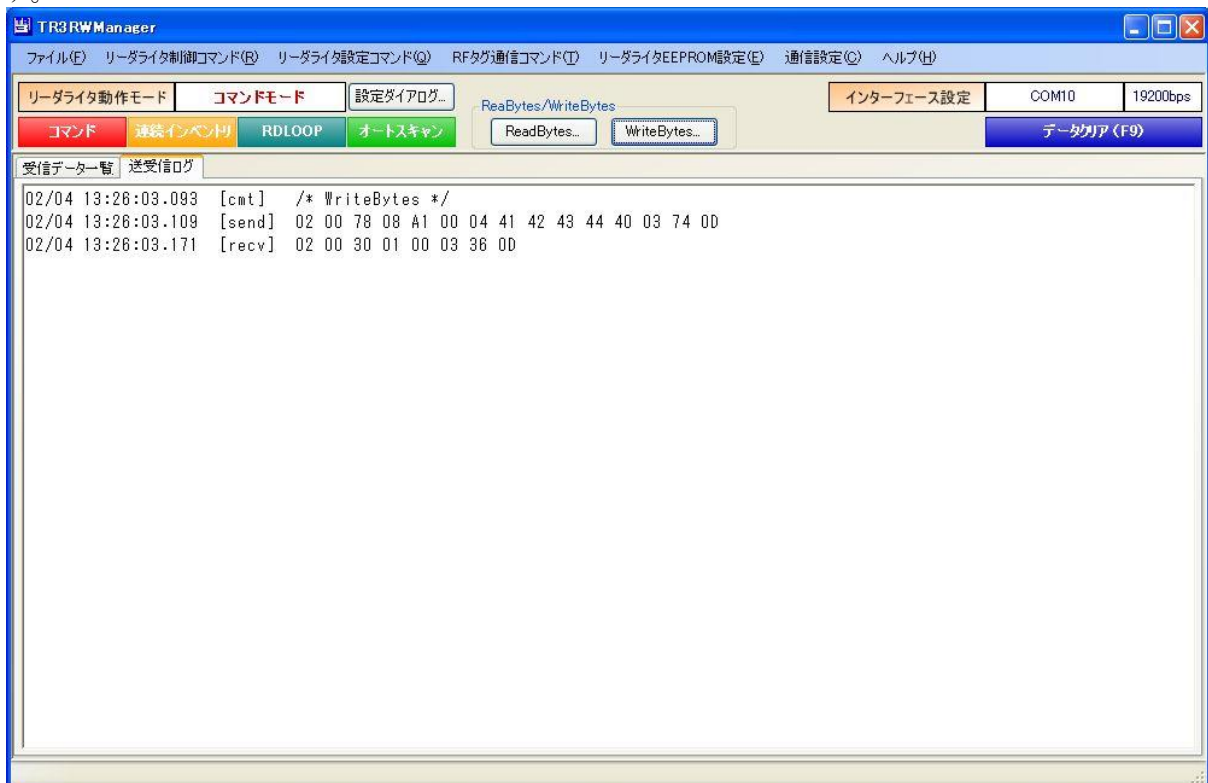 す。
TR3RWManager
ファイル(F) リーダライタ制御コマンド(R) リーダライタ設定コマンド(Q) RFタグ通信コマンド(T) リーダライタEEPROM設定(E) 通信設定(C) ヘルプ(H)
リーダライタ動作モード コマンドモード 設定ダイアログ... ReaBytes/WriteBytes インターフェース設定 COM10 19200bps
コマンド 連続インベントリ RDLOOP オートスキャン ReadBytes... WriteBytes... データクリア (F9)
受信データ一覧 送受信ログ
02/04 13:26:03.093 [cmt] /* WriteBytes */
02/04 13:26:03.109 [send] 02 00 78 08 A1 00 04 41 42 43 44 40 03 74 0D
02/04 13:26:03.171 [recv] 02 00 30 01 00 03 36 0D